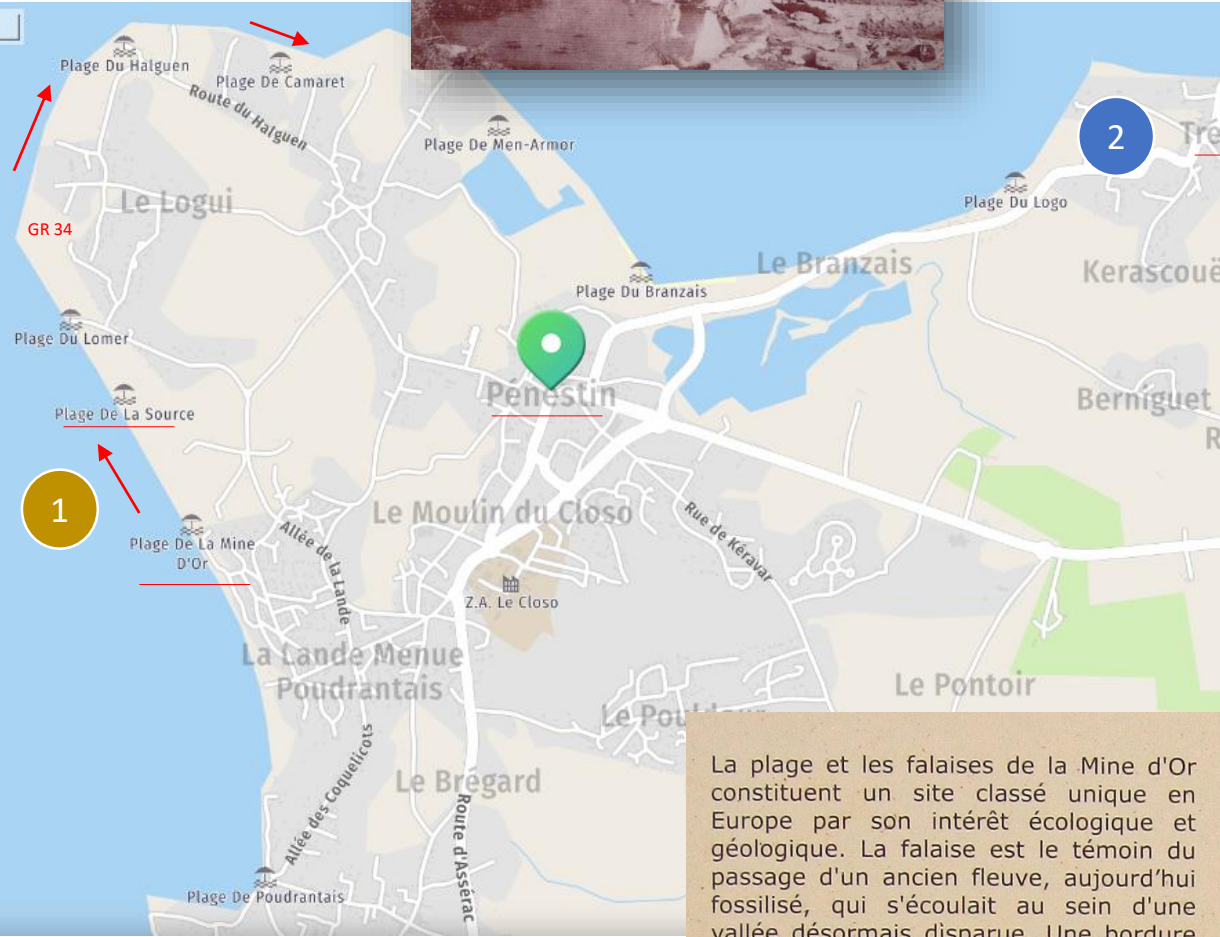 Plage Du Halguen
Plage De Camaret
Route du Halguen
Plage De Men-Armor
2
Tré
Le Logui
Plage Du Logo
GR 34
Le Branzais
Kerascouë
Plage Du Branzais
Plage Du Lomer
Pénestin
Berniguet
Plage De La Source
R
1
Le Moulin du Closo
Rue de Kéravar
Plage De La Mine
D'Or
Allée de la Lande
Z.A. Le Closo
La Lande Menue
Poudrantais
Le Pontoir
Le Brégard
Allée des Coquelicots
Route d'Assérac
Plage De Poudrantais
La plage et les falaises de la Mine d'Or
constituent un site classé unique en
Europe par son intérêt écologique et
géologique. La falaise est le témoin du
passage d'un ancien fleuve, aujourd'hui
fossilisé, qui s'écoulait au sein d'une
vallée désormais disparue. Une bordure